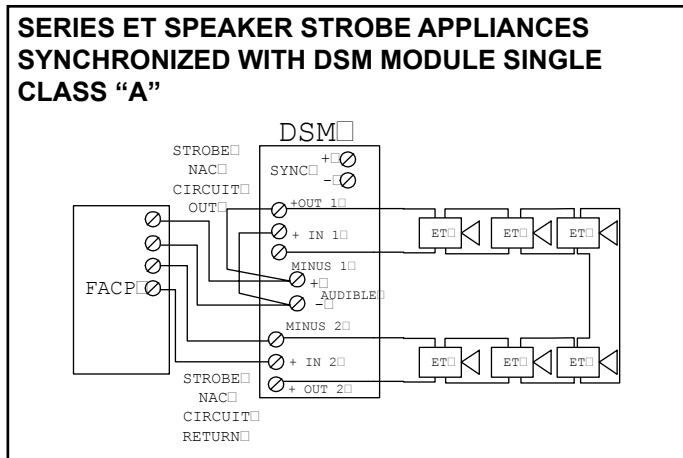 SERIES ET SPEAKER STROBE APPLIANCES
SYNCHRONIZED WITH DSM MODULE SINGLE
CLASS “A”
DSM□
STROBE□
NAC□
CIRCUIT□
OUT□
SYNC□
+□
-□
+OUT 1□
+ IN 1□
MINUS 1□
+□
AUDIBLE□
-□
MINUS 2□
+ IN 2□
+ OUT 2□
FACP□
STROBE□
NAC□
CIRCUIT□
RETURN□
ET□
ET□
ET□
ET□
ET□
ET□